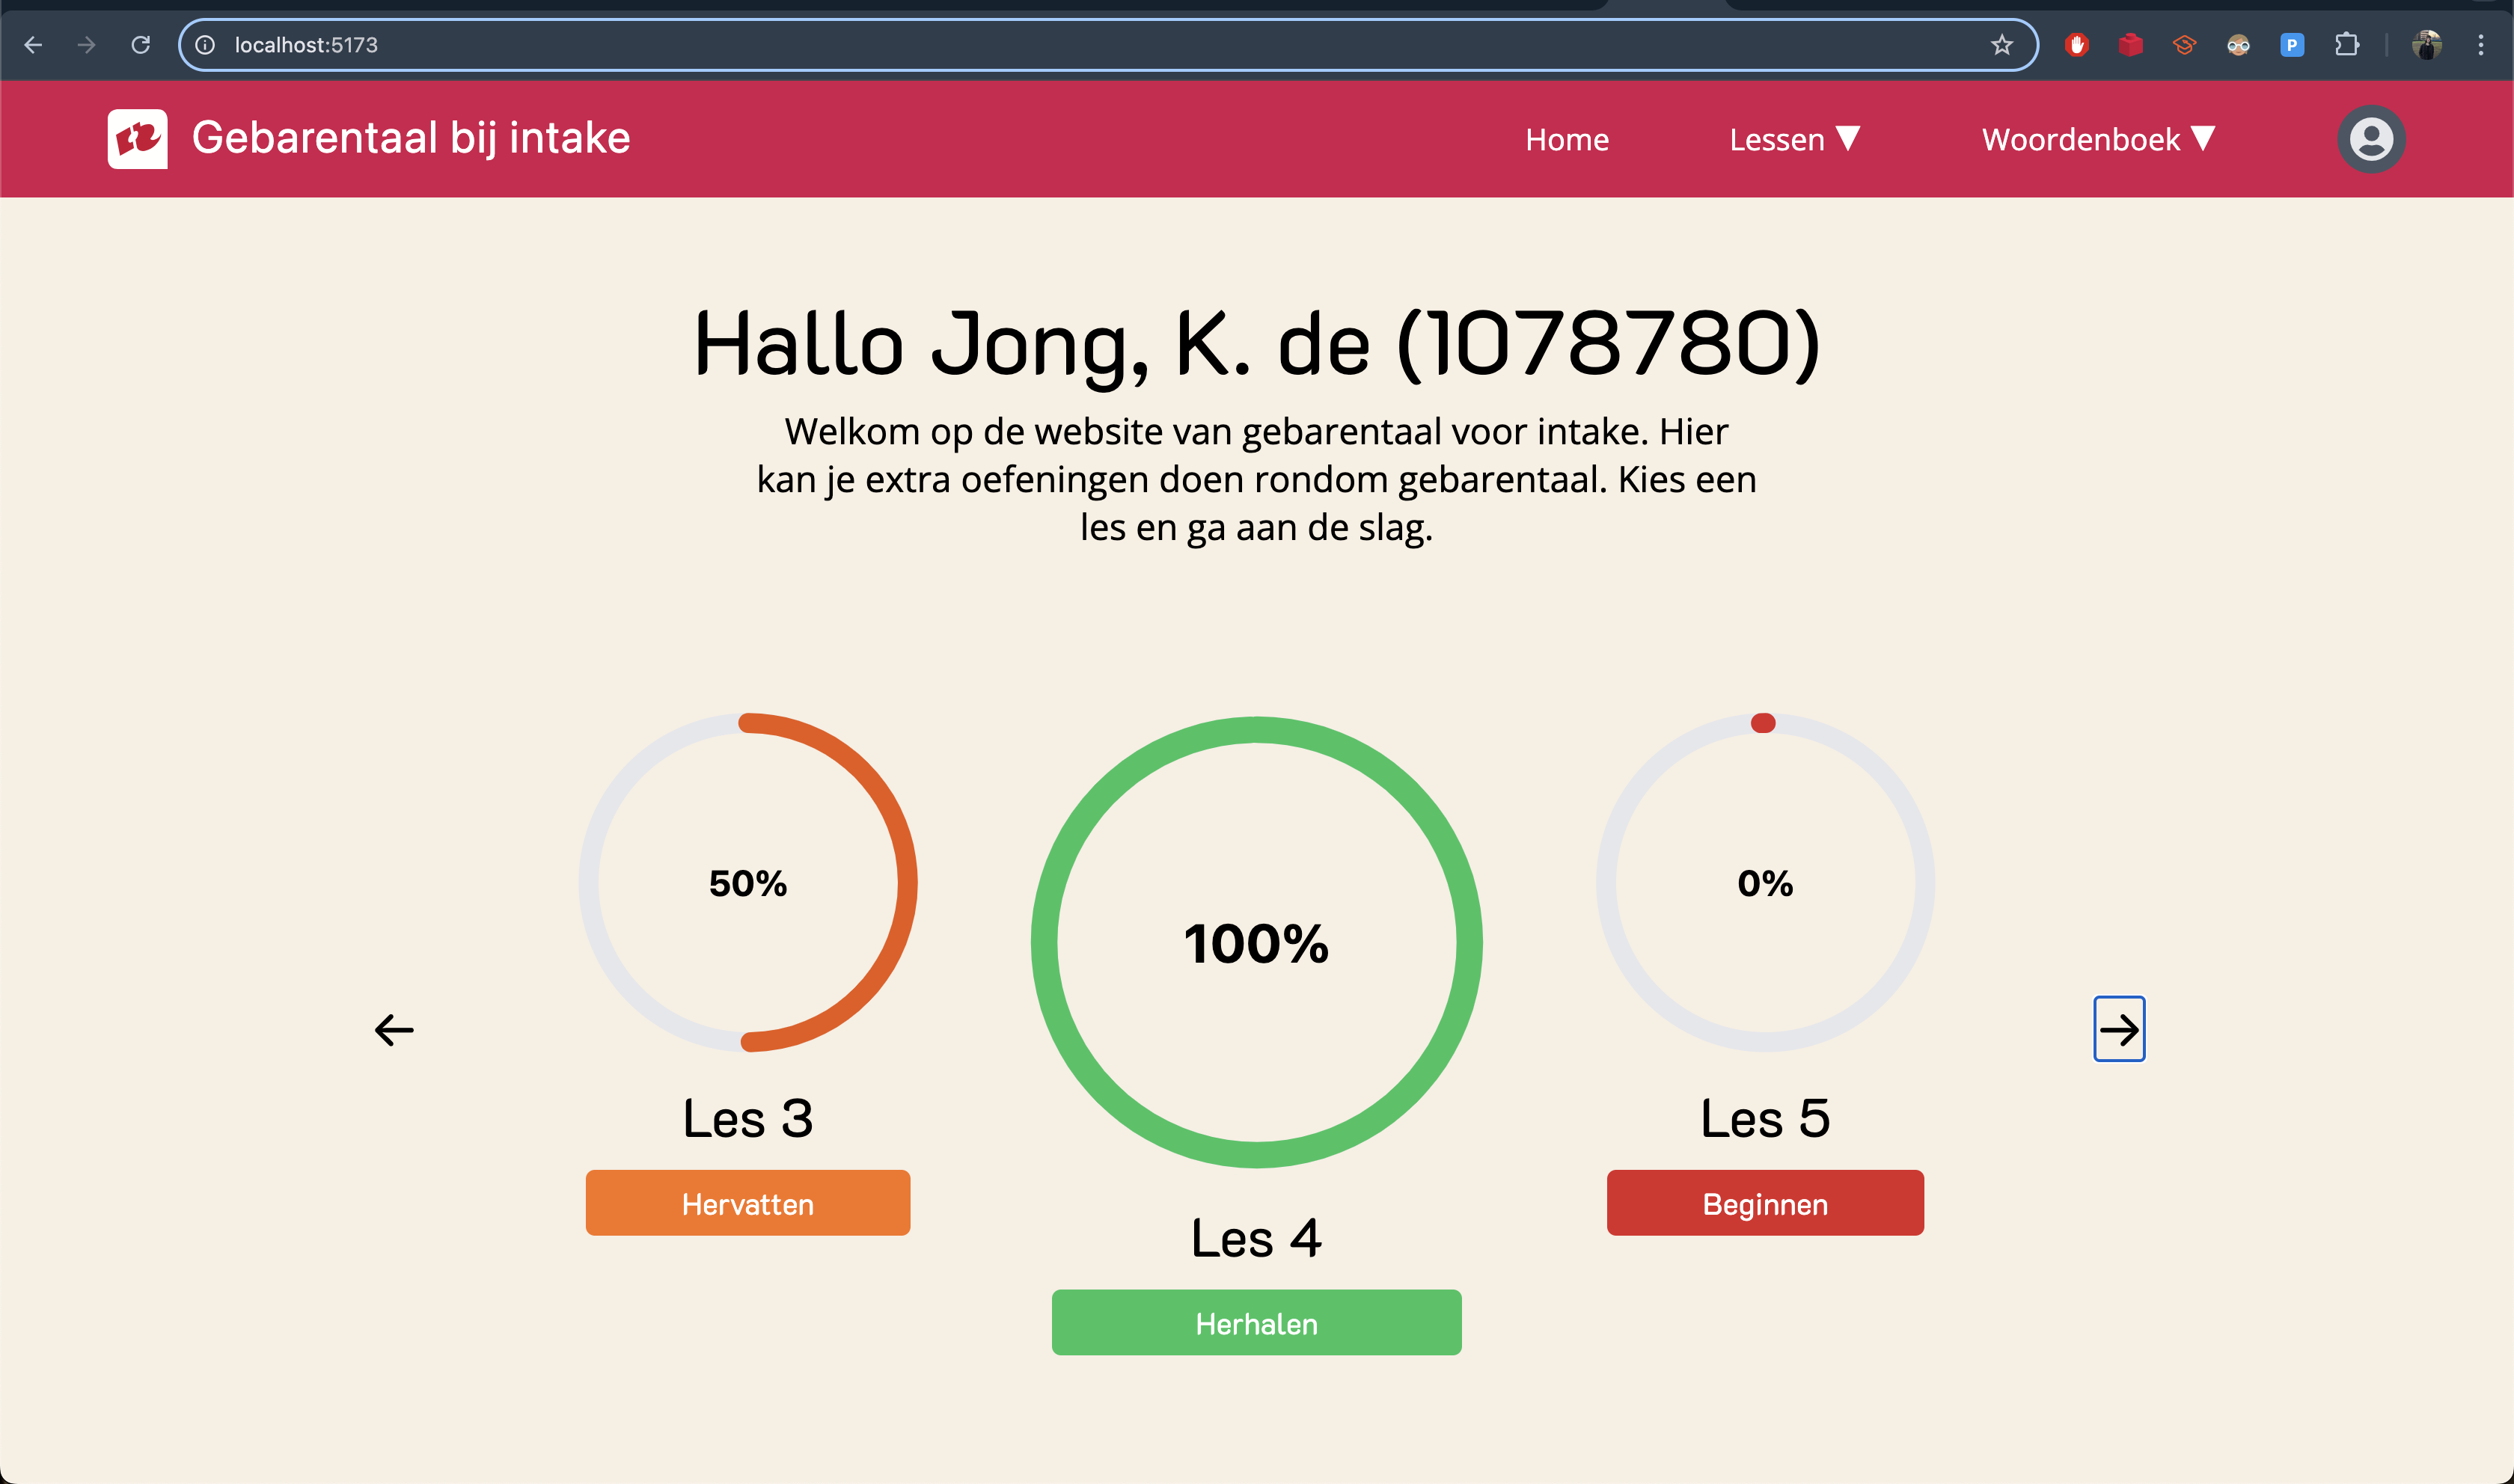 localhost:5173
P
Gebarentaal bij intake
Home
Lessen ▼
Woordenboek ▼
Hallo Jong, K. de (1078780)
Welkom op de website van gebarentaal voor intake. Hier
kan je extra oefeningen doen rondom gebarentaal. Kies een
les en ga aan de slag.
50%
Les 3
Hervatten
100%
Les 4
Herhalen
0%
Les 5
Beginnen